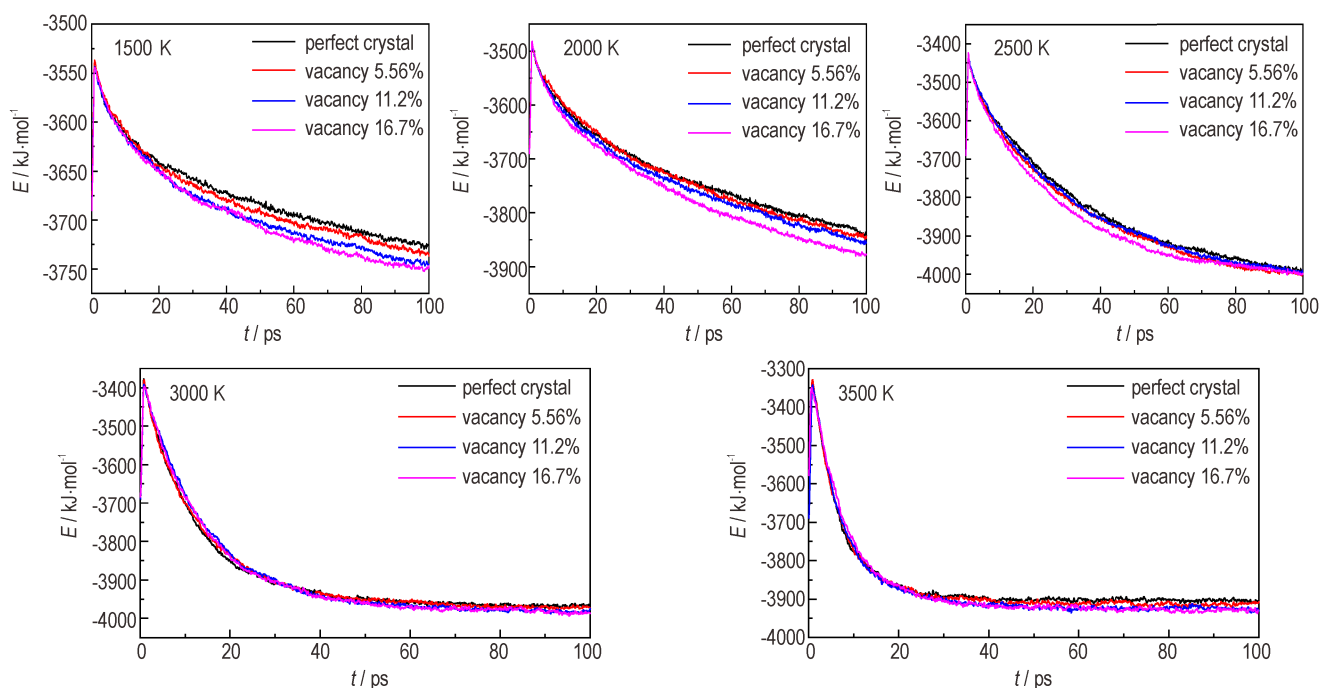 1500 K
perfect crystal
vacancy 5.56%
vacancy 11.2%
vacancy 16.7%
-3500
-3550
-3600
-3650
-3700
-3750
E / kJ·mol⁻¹
0 20 40 60 80 100
t / ps
2000 K
perfect crystal
vacancy 5.56%
vacancy 11.2%
vacancy 16.7%
-3500
-3600
-3700
-3800
-3900
E / kJ·mol⁻¹
0 20 40 60 80 100
t / ps
2500 K
perfect crystal
vacancy 5.56%
vacancy 11.2%
vacancy 16.7%
-3400
-3500
-3600
-3700
-3800
-3900
-4000
E / kJ·mol⁻¹
0 20 40 60 80 100
t / ps
3000 K
perfect crystal
vacancy 5.56%
vacancy 11.2%
vacancy 16.7%
-3400
-3500
-3600
-3700
-3800
-3900
-4000
E / kJ·mol⁻¹
0 20 40 60 80 100
t / ps
3500 K
perfect crystal
vacancy 5.56%
vacancy 11.2%
vacancy 16.7%
-3300
-3400
-3500
-3600
-3700
-3800
-3900
-4000
E / kJ·mol⁻¹
0 20 40 60 80 100
t / ps